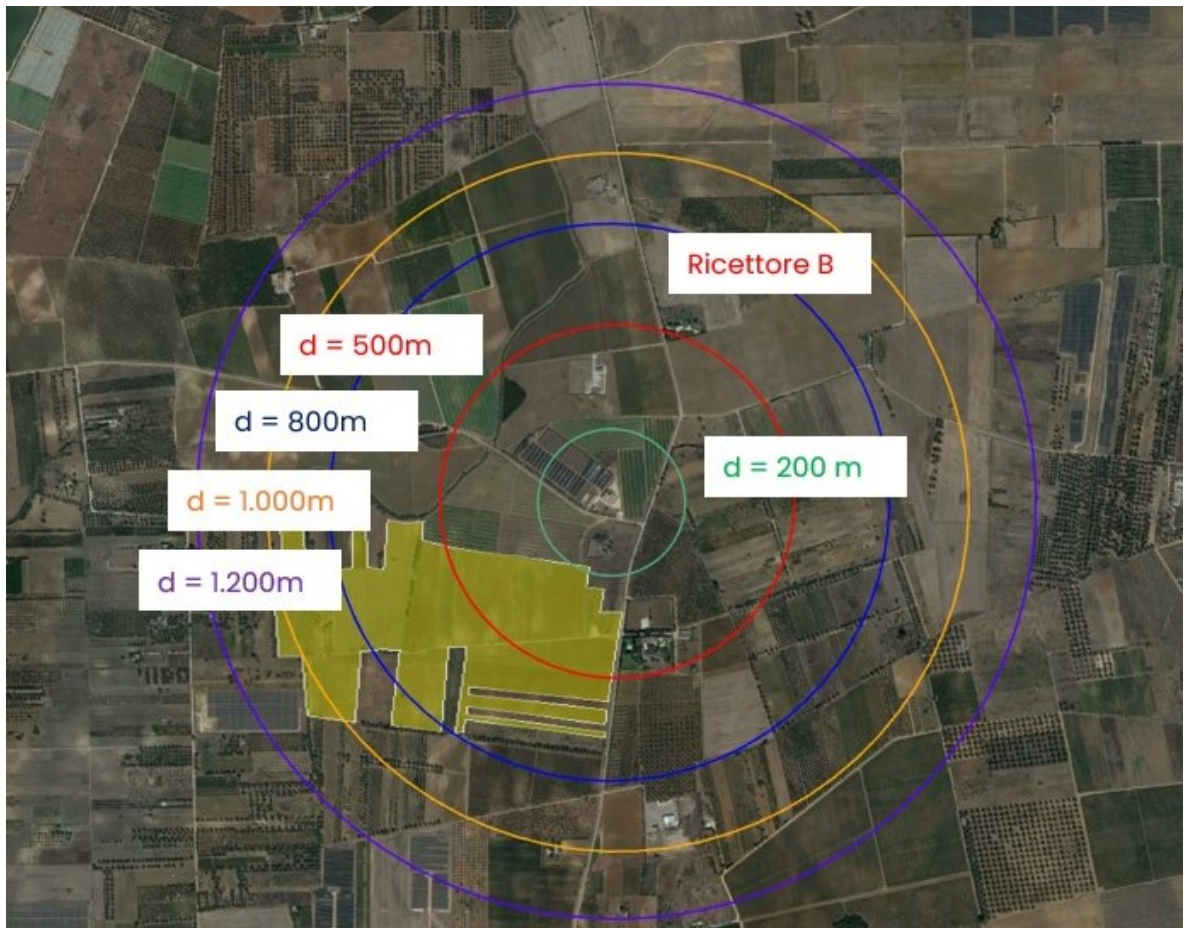 Ricettore B
d = 500m
d = 800m
d = 200 m
d = 1.000m
d = 1.200m